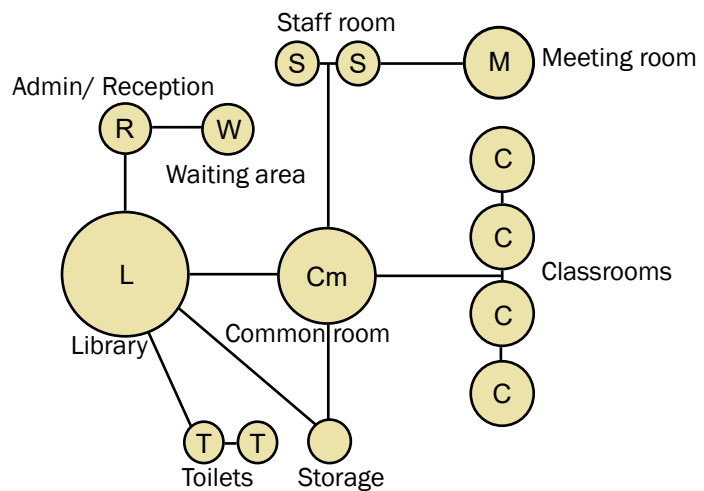 Staff room
S
S
M
Meeting room
Admin/ Reception
R
W
Waiting area
C
C
L
Cm
Classrooms
Library
Common room
C
C
T
T
Toilets
Storage